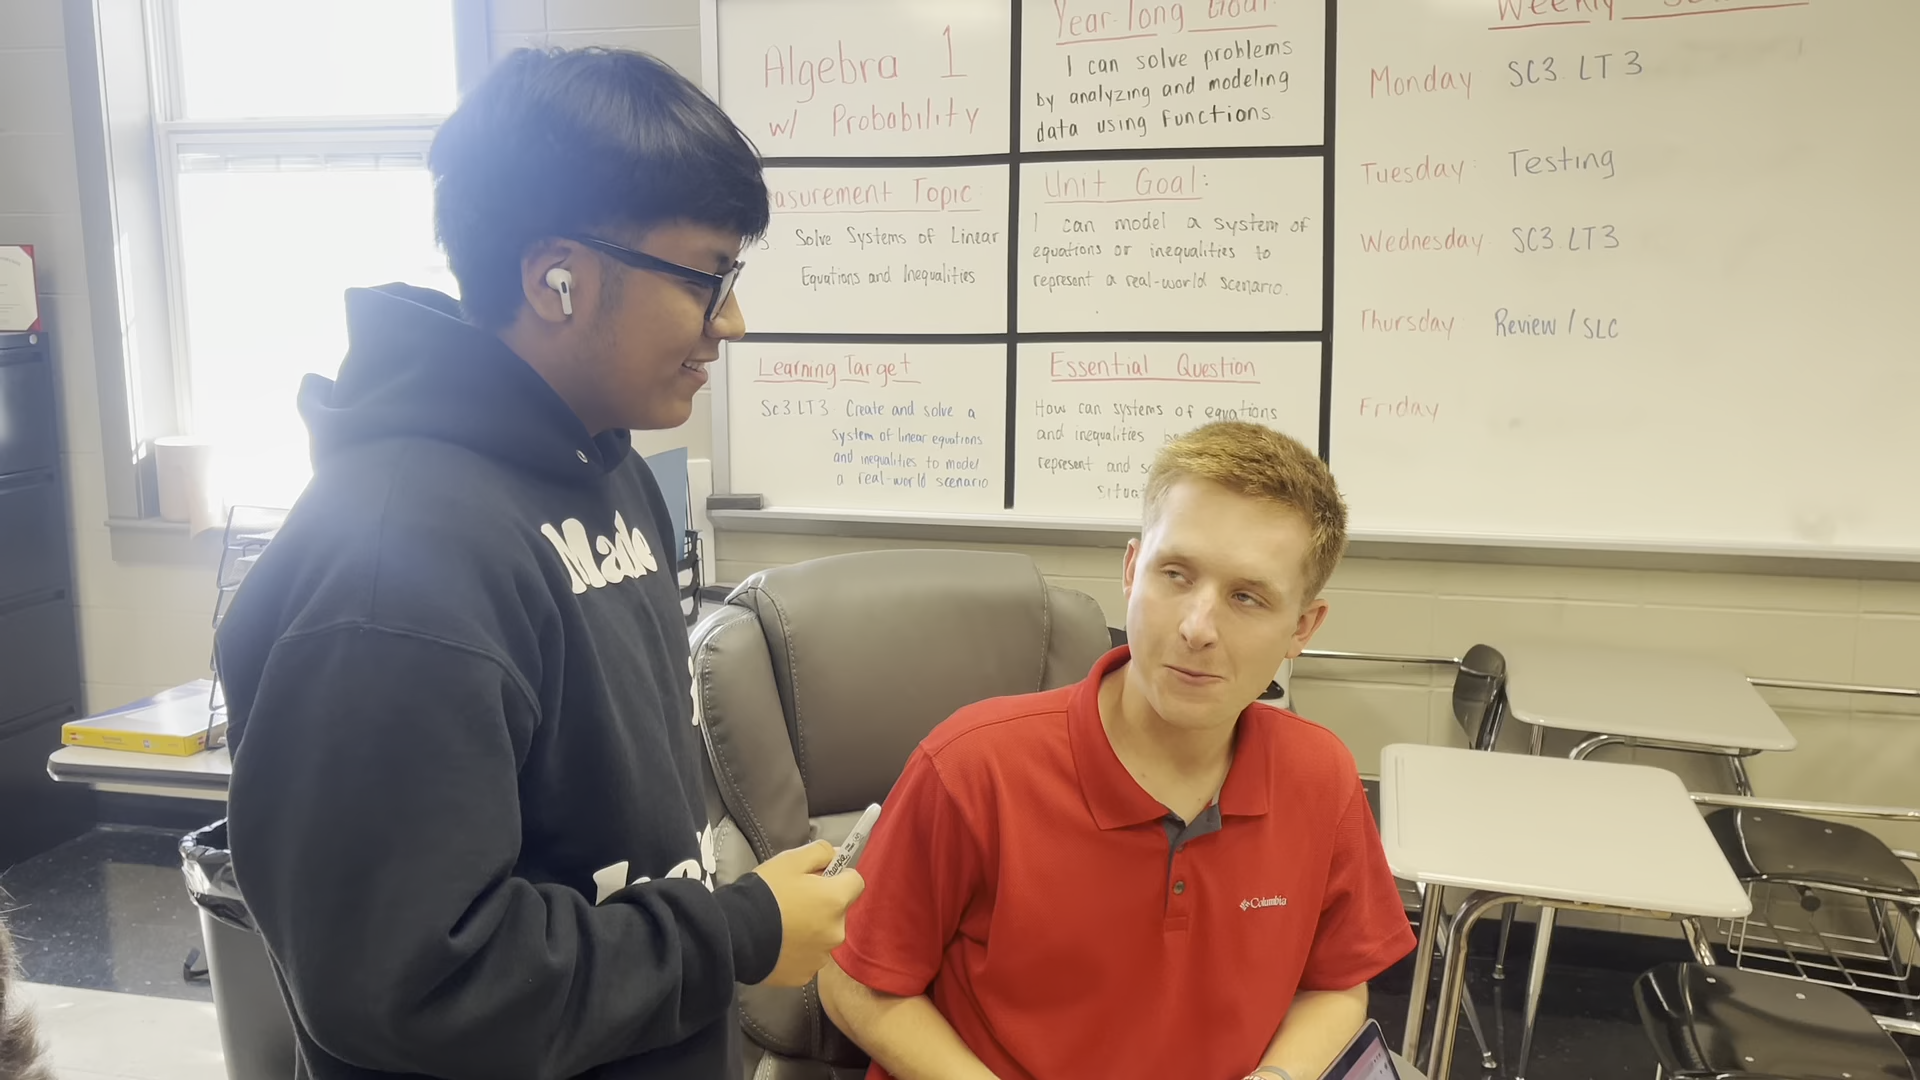 Algebra 1
w/ Probability
Year-long Goal:
I can solve problems
by analyzing and modeling
data using functions.
asurement Topic:
3 Solve Systems of Linear
Equations and Inequalities
Unit Goal:
I can model a system of
equations or inequalities to
represent a real-world scenario.
Learning Target
SC3 LT3 Create and solve a
system of linear equations
and inequalities to model
a real-world scenario
Essential Question
How can systems of equations
and inequalities
represent and
Weekly
Monday SC3.LT3
Tuesday: Testing
Wednesday: SC3.LT3
Thursday: Review / SLC
Friday
Made
Sharpie
Columbia